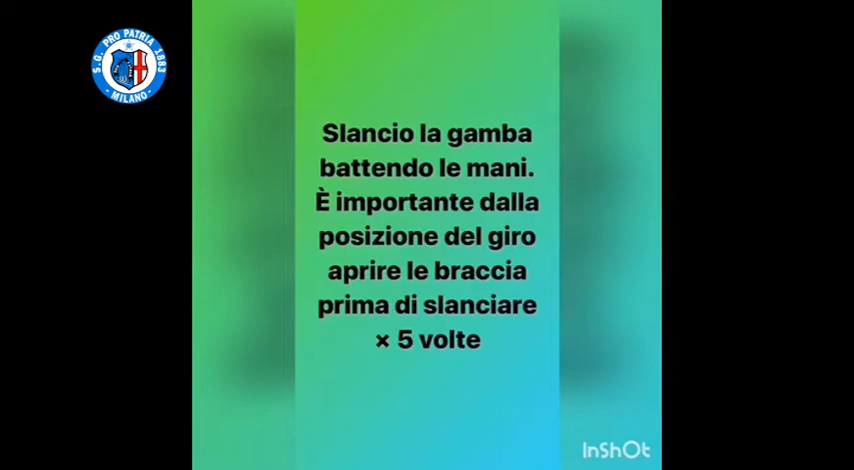 S. G. PRO PATRIA 1883
- MILANO -
Slancio la gamba
battendo le mani.
È importante dalla
posizione del giro
aprire le braccia
prima di slanciare
× 5 volte
InShOt